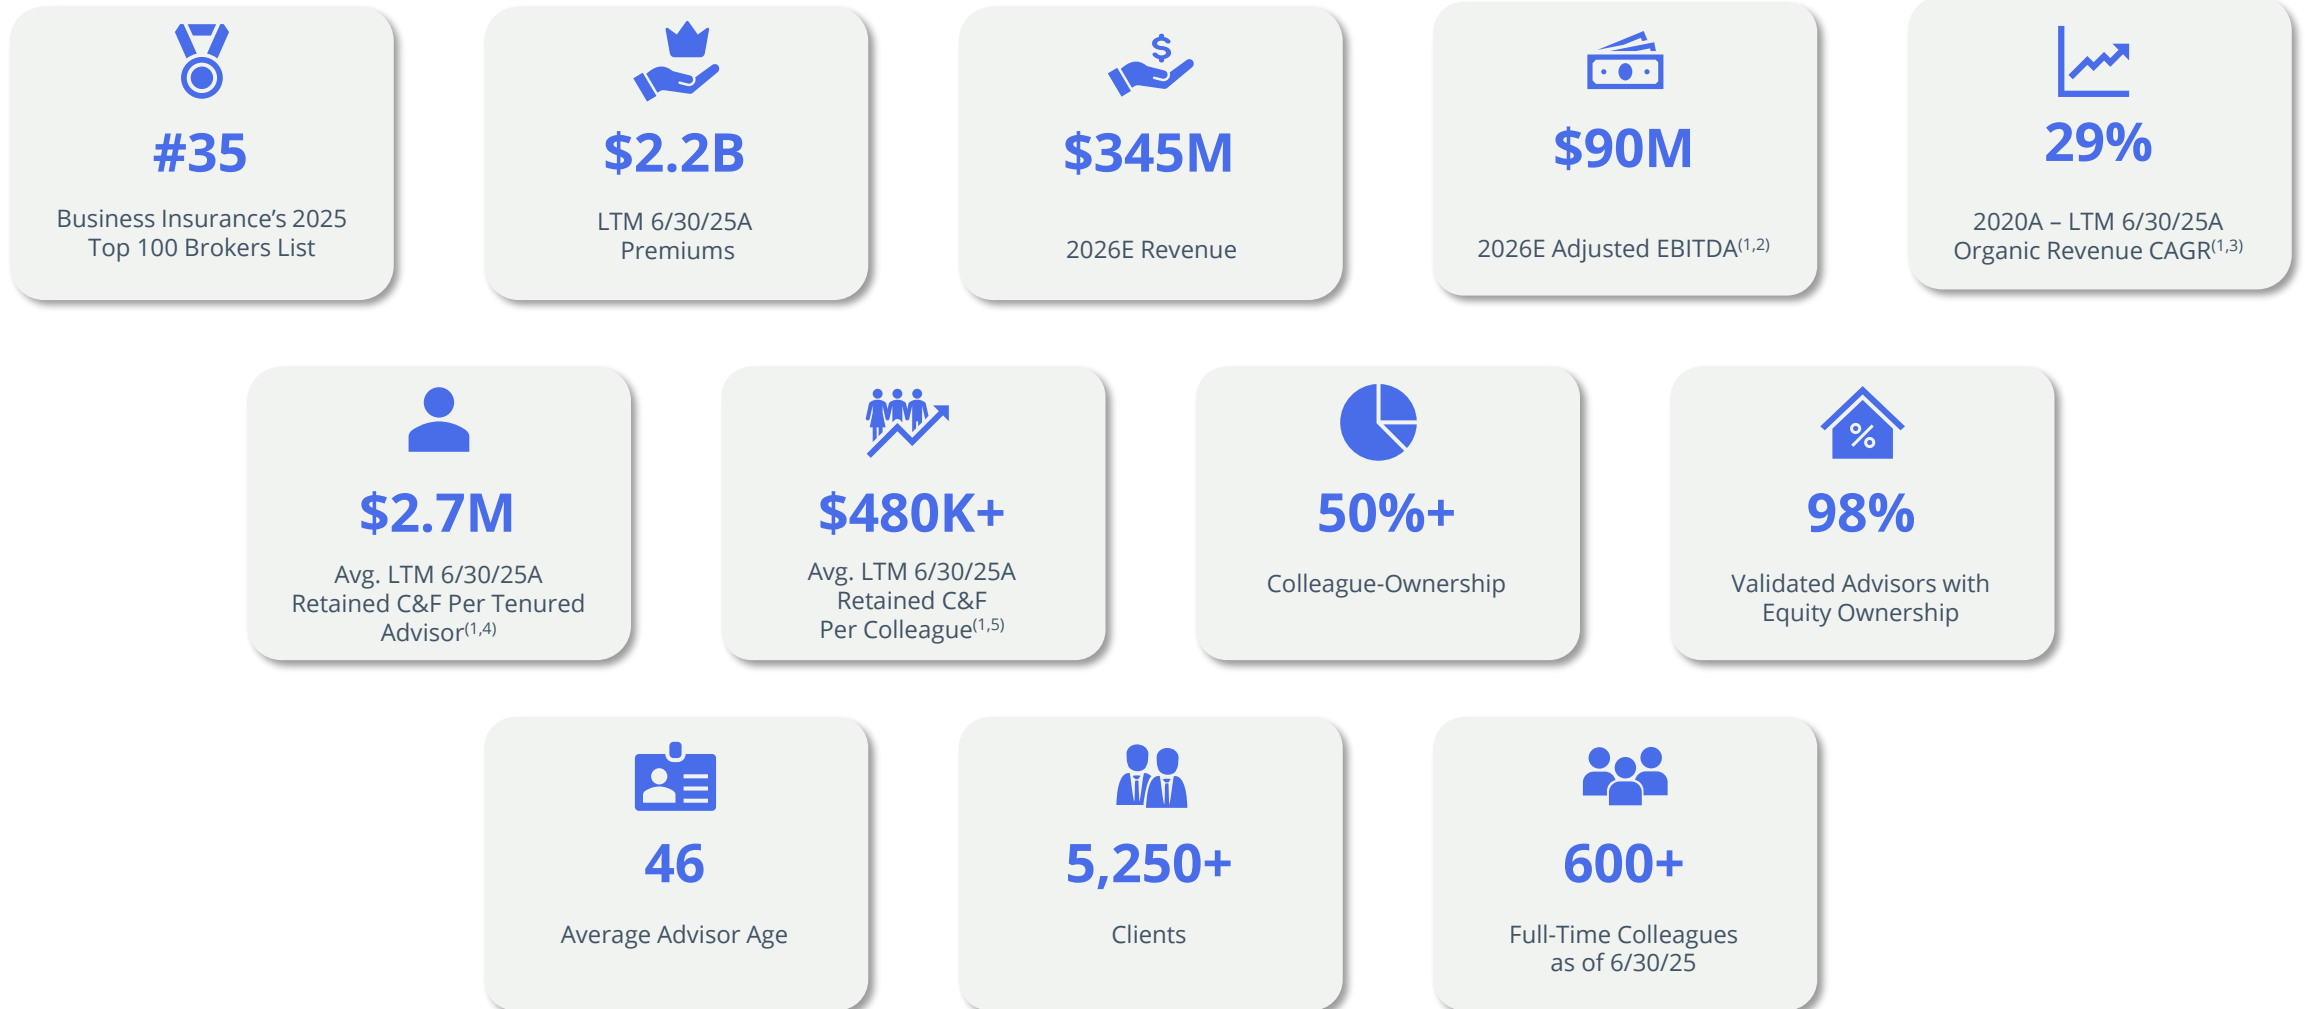 #35
Business Insurance’s 2025
Top 100 Brokers List
$2.2B
LTM 6/30/25A
Premiums
$345M
2026E Revenue
$90M
2026E Adjusted EBITDA(1,2)
29%
2020A – LTM 6/30/25A
Organic Revenue CAGR(1,3)
$2.7M
Avg. LTM 6/30/25A
Retained C&F Per Tenured
Advisor(1,4)
$480K+
Avg. LTM 6/30/25A
Retained C&F
Per Colleague(1,5)
50%+
Colleague-Ownership
98%
Validated Advisors with
Equity Ownership
46
Average Advisor Age
5,250+
Clients
600+
Full-Time Colleagues
as of 6/30/25